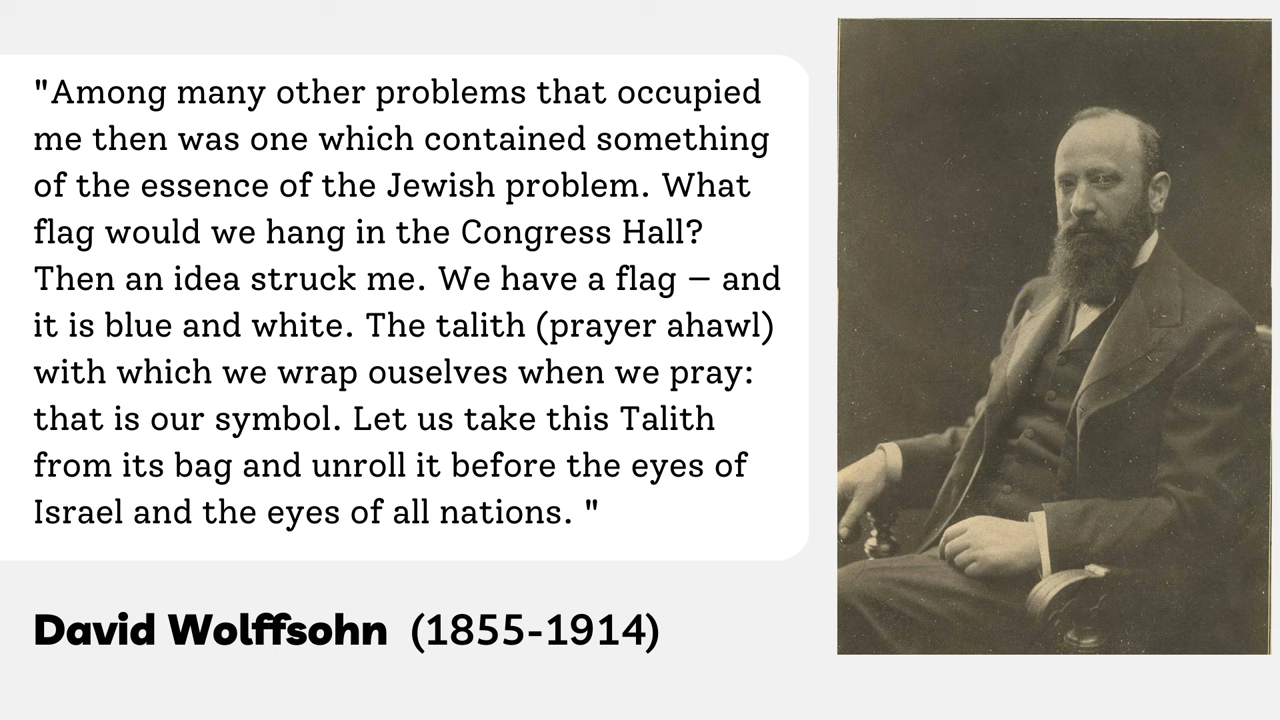 "Among many other problems that occupied
me then was one which contained something
of the essence of the Jewish problem. What
flag would we hang in the Congress Hall?
Then an idea struck me. We have a flag — and
it is blue and white. The talith (prayer ahawl)
with which we wrap ouselves when we pray:
that is our symbol. Let us take this Talith
from its bag and unroll it before the eyes of
Israel and the eyes of all nations. "
David Wolffsohn (1855-1914)